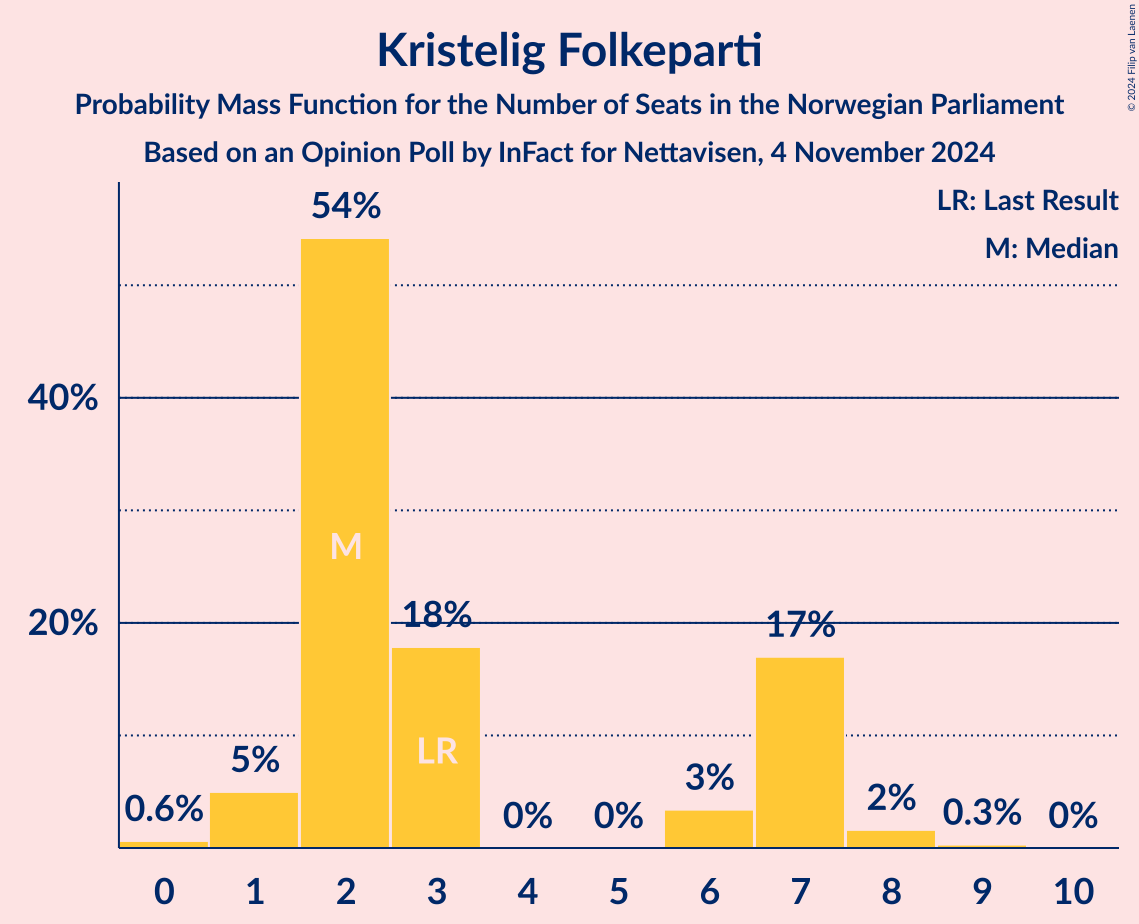 Kristelig Folkeparti
Probability Mass Function for the Number of Seats in the Norwegian Parliament
Based on an Opinion Poll by InFact for Nettavisen, 4 November 2024
© 2024 Filip van Laenen
LR: Last Result
M: Median
54%
40%
M
18%
17%
20%
LR
5%
3%
0.6%
0%
0%
2%
0.3%
0%
0 1 2 3 4 5 6 7 8 9 10